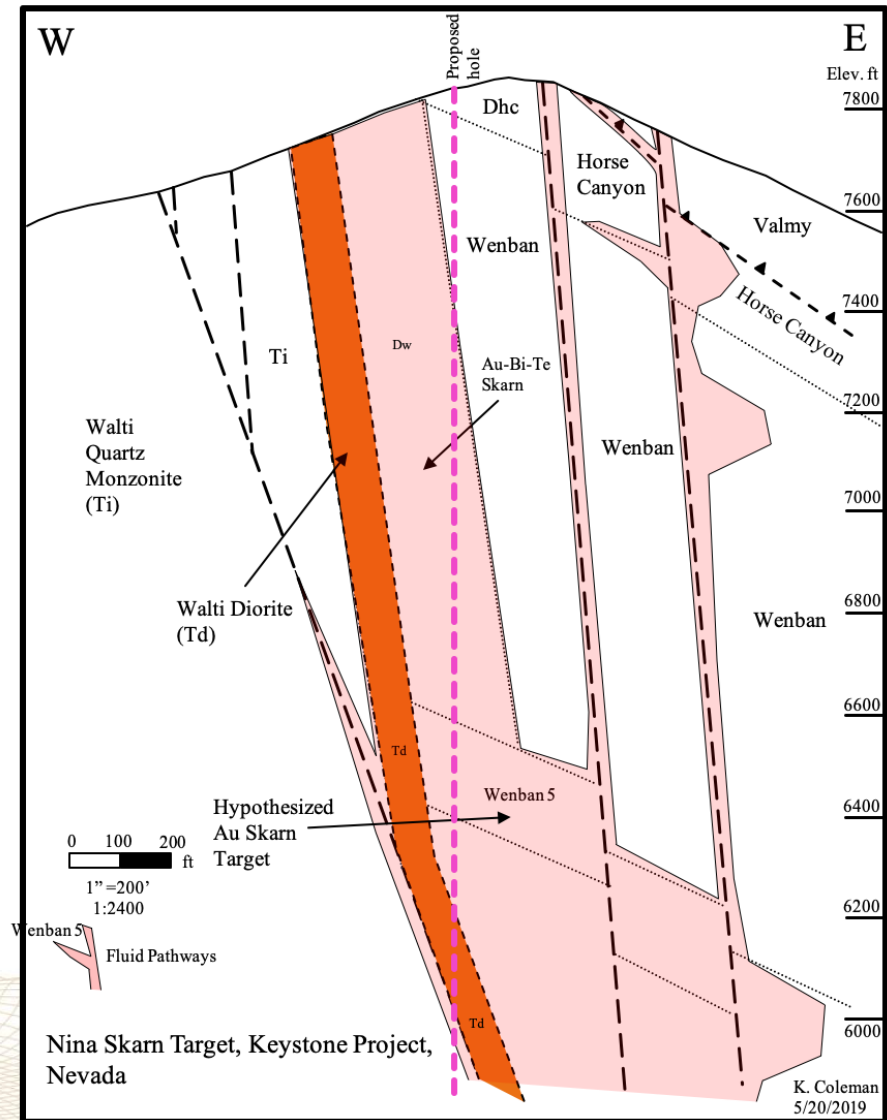 W
E
Proposed
hole
Elev. ft
7800
Dhc
Horse
Canyon
7600
Valmy
Wenban
Horse Canyon
7400
Ti
Dw
Au-Bi-Te
Skarn
7200
Walti
Quartz
Monzonite
(Ti)
Wenban
7000
Walti Diorite
(Td)
6800
Wenban
6600
Td
Wenban 5
Hypothesized
Au Skarn
Target
6400
0 100 200
ft
1” =200’
1:2400
6200
Wenban 5
Fluid Pathways
6000
Td
Nina Skarn Target, Keystone Project,
Nevada
K. Coleman
5/20/2019